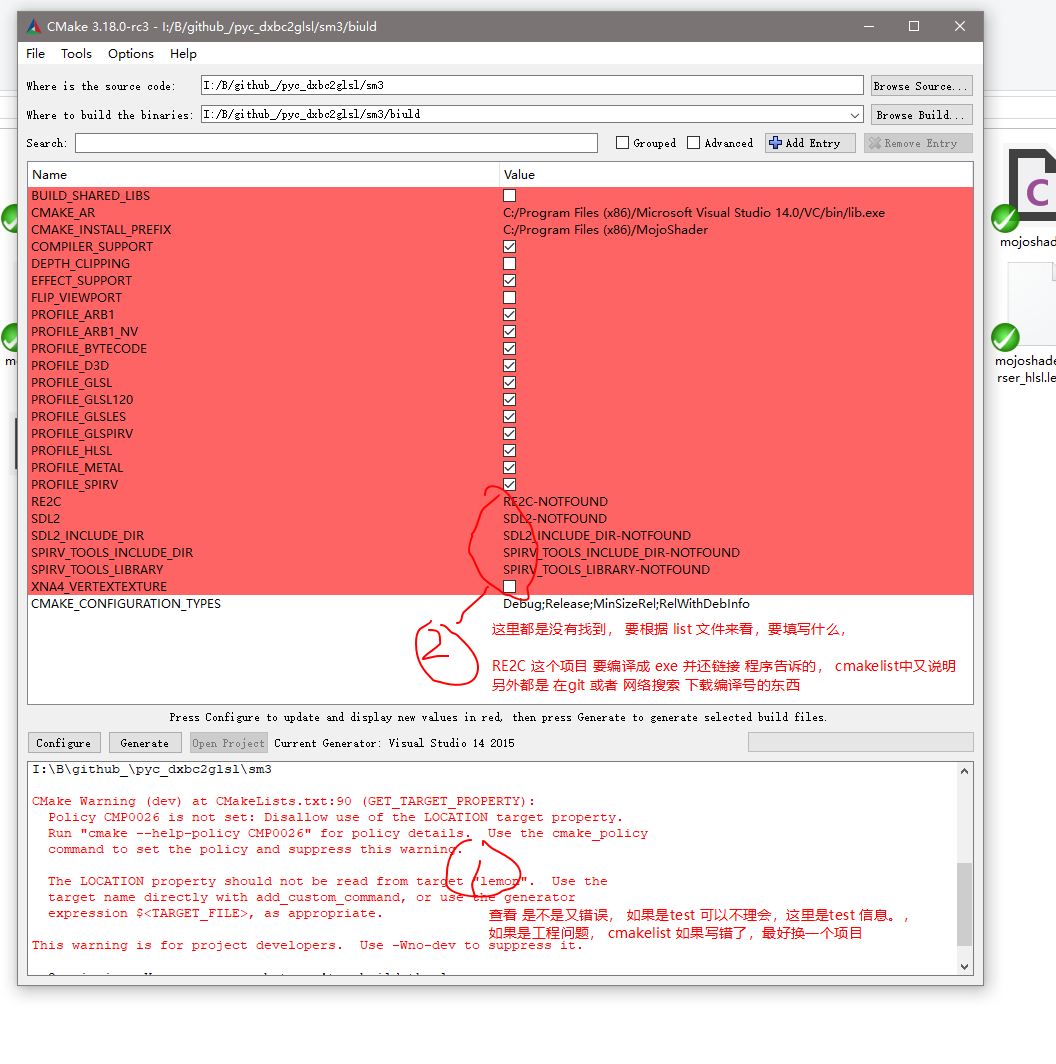 CMake 3.18.0-rc3 - I:/B/github_/pyc_dxbc2glsl/sm3/biuld
File Tools Options Help
Where is the source code: I:/B/github_/pyc_dxbc2glsl/sm3 Browse Source...
Where to build the binaries: I:/B/github_/pyc_dxbc2glsl/sm3/biuld Browse Build...
Search: Grouped Advanced Add Entry Remove Entry
Name Value
BUILD_SHARED_LIBS
CMAKE_AR C:/Program Files (x86)/Microsoft Visual Studio 14.0/VC/bin/lib.exe
CMAKE_INSTALL_PREFIX C:/Program Files (x86)/MojoShader
COMPILER_SUPPORT
DEPTH_CLIPPING
EFFECT_SUPPORT
FLIP_VIEWPORT
PROFILE_ARB1
PROFILE_ARB1_NV
PROFILE_BYTECODE
PROFILE_D3D
PROFILE_GLSL
PROFILE_GLSL120
PROFILE_GLSLES
PROFILE_GLSPIRV
PROFILE_HLSL
PROFILE_METAL
PROFILE_SPIRV
RE2C RE2C-NOTFOUND
SDL2 SDL2-NOTFOUND
SDL2_INCLUDE_DIR SDL2_INCLUDE_DIR-NOTFOUND
SPIRV_TOOLS_INCLUDE_DIR SPIRV_TOOLS_INCLUDE_DIR-NOTFOUND
SPIRV_TOOLS_LIBRARY SPIRV_TOOLS_LIBRARY-NOTFOUND
XNA4_VERTEXTEXTURE
CMAKE_CONFIGURATION_TYPES Debug;Release;MinSizeRel;RelWithDebInfo
2
这里都是没有找到， 要根据 list 文件来看，要填写什么，
RE2C 这个项目 要编译成 exe 并还链接 程序告诉的， cmakelist中又说明
另外都是 在git 或者 网络搜索 下载编译号的东西
Press Configure to update and display new values in red, then press Generate to generate selected build files.
Configure Generate Open Project Current Generator: Visual Studio 14 2015
I:\B\github_\pyc_dxbc2glsl\sm3
CMake Warning (dev) at CMakeLists.txt:90 (GET_TARGET_PROPERTY):
Policy CMP0026 is not set: Disallow use of the LOCATION target property.
Run "cmake --help-policy CMP0026" for policy details. Use the cmake_policy
command to set the policy and suppress this warning.
1
The LOCATION property should not be read from target "lemon". Use the
target name directly with add_custom_command, or use the generator
expression $<TARGET_FILE>, as appropriate.
查看 是不是又错误， 如果是test 可以不理会，这里是test 信息。，
如果是工程问题， cmakelist 如果写错了，最好换一个项目
This warning is for project developers. Use -Wno-dev to suppress it.
mojoshad
mojoshade
rser_hlsl.le
m